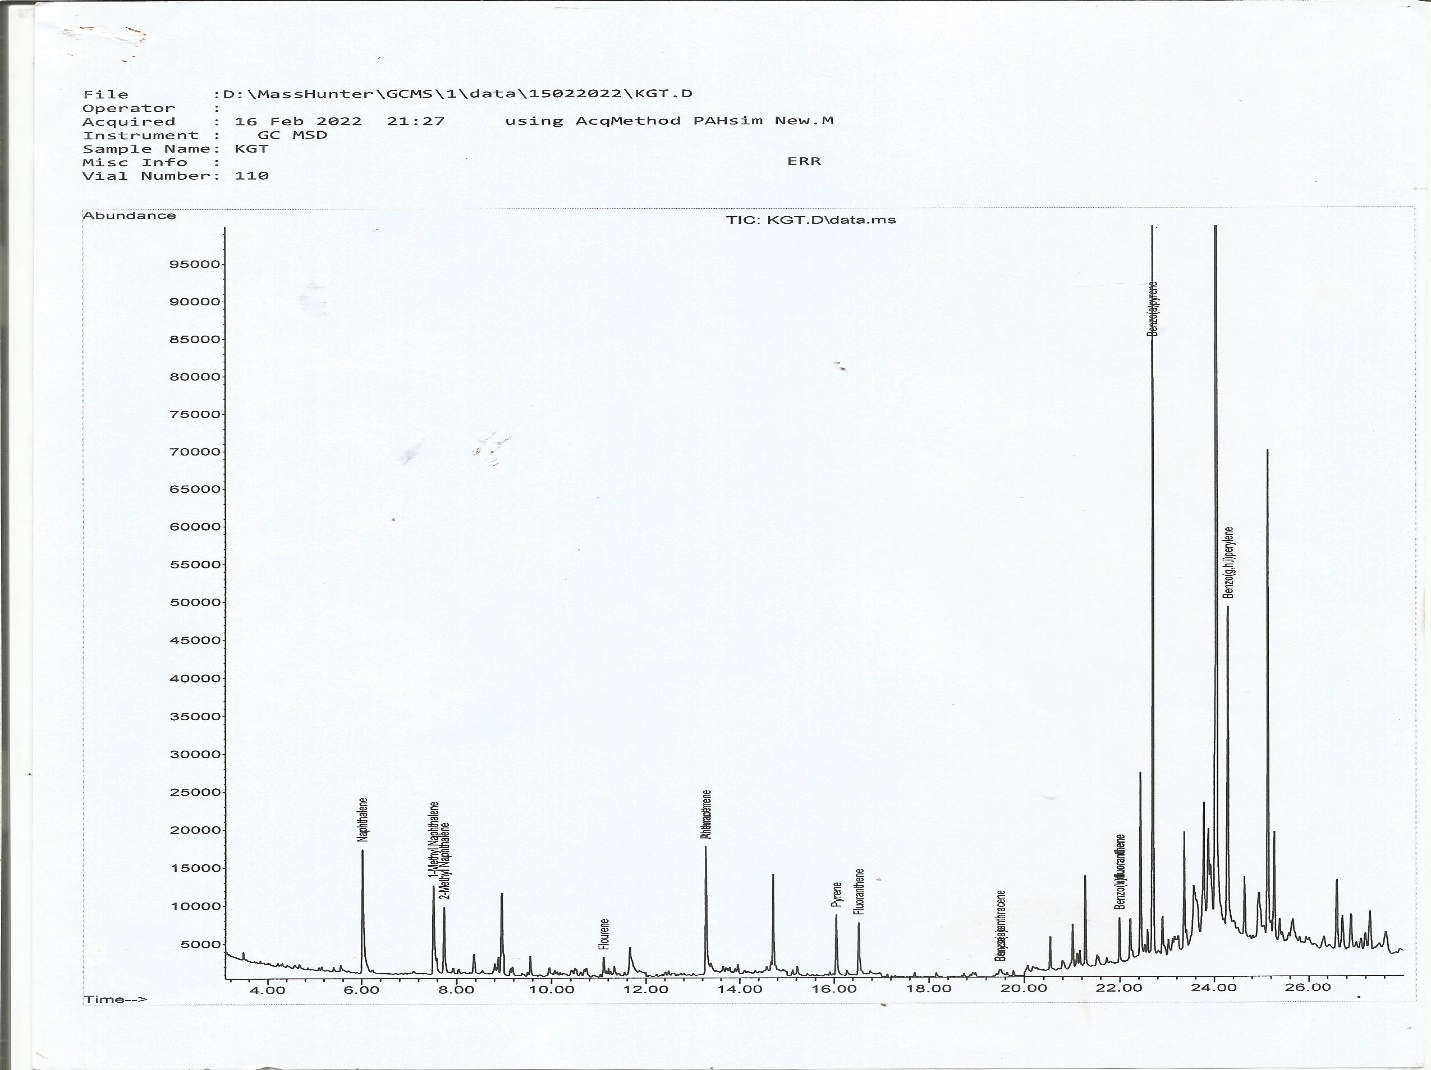 File :D:\MassHunter\GCMS\1\data\15022022\KGT.D
Operator :
Acquired : 16 Feb 2022 21:27 using AcqMethod PAHsim New.M
Instrument : GC MSD
Sample Name: KGT
Misc Info : ERR
Vial Number: 110
Abundance
TIC: KGT.D\data.ms
95000
90000
85000
80000
75000
70000
65000
60000
55000
50000
45000
40000
35000
30000
25000
20000
15000
10000
5000
Naphthalene
1-Methyl Naphthalene
2-Methyl Naphthalene
Flourene
Pyrene
Fluoranthene
Benzo(a)pyrene
Benzo(g,h,i)perylene
4.00 6.00 8.00 10.00 12.00 14.00 16.00 18.00 20.00 22.00 24.00 26.00
Time-->